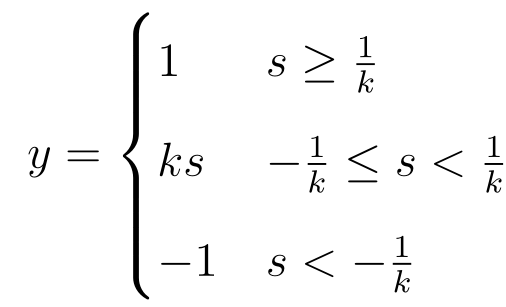 y = { 1 s ≥ 1/k
ks -1/k ≤ s < 1/k
-1 s < -1/k